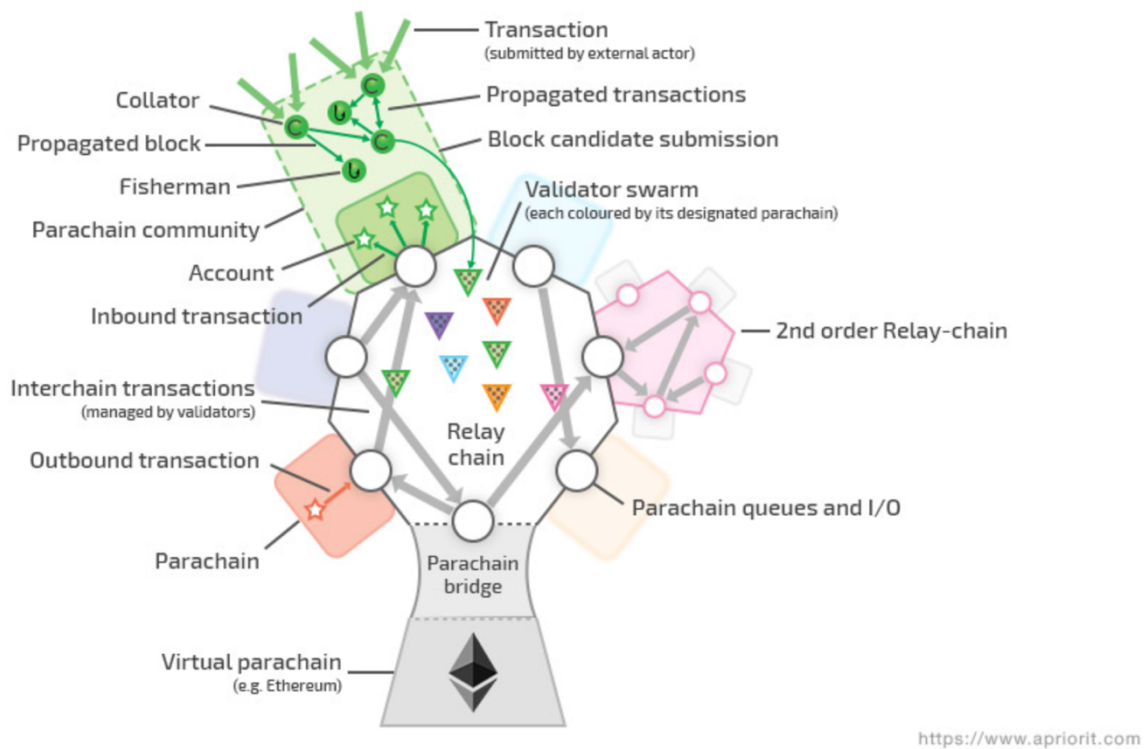 Transaction
(submitted by external actor)
Collator
Propagated transactions
Propagated block
Block candidate submission
Fisherman
Validator swarm
(each coloured by its designated parachain)
Parachain community
Account
Inbound transaction
2nd order Relay-chain
Interchain transactions
(managed by validators)
Relay
chain
Outbound transaction
Parachain queues and I/O
Parachain
Parachain
bridge
Virtual parachain
(e.g. Ethereum)
C
C
C
https://www.apriorit.com